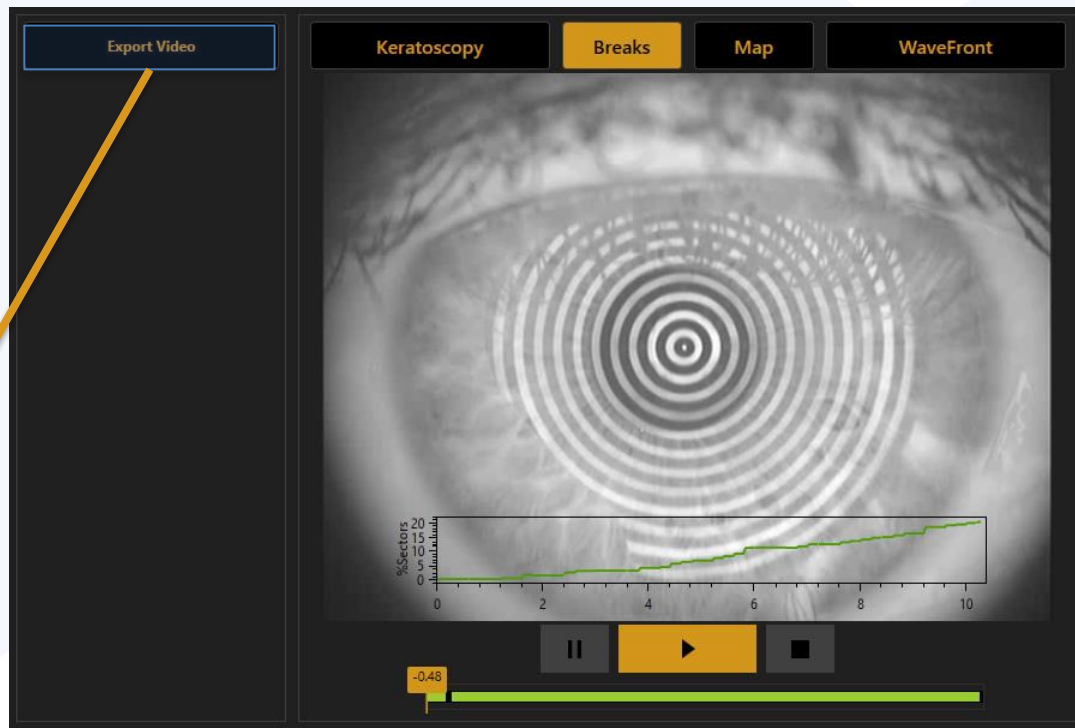 Export Video
Keratoscopy
Breaks
Map
WaveFront
%Sectors
20
15
10
5
0
0 2 4 6 8 10
-0.48